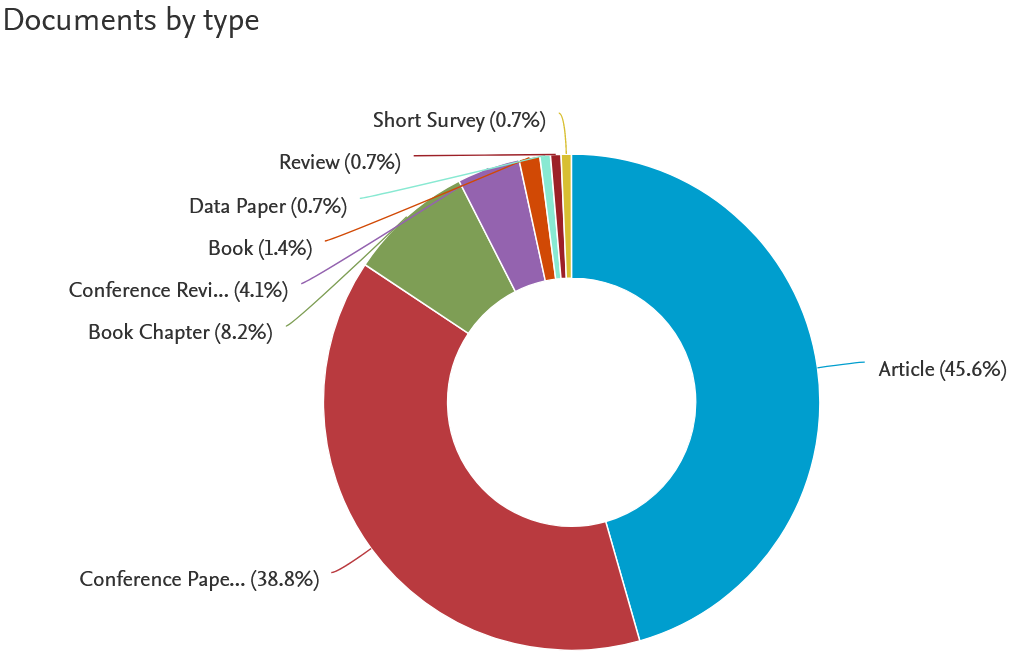 Documents by type
Short Survey (0.7%)
Review (0.7%)
Data Paper (0.7%)
Book (1.4%)
Conference Revi... (4.1%)
Book Chapter (8.2%)
Article (45.6%)
Conference Pape... (38.8%)